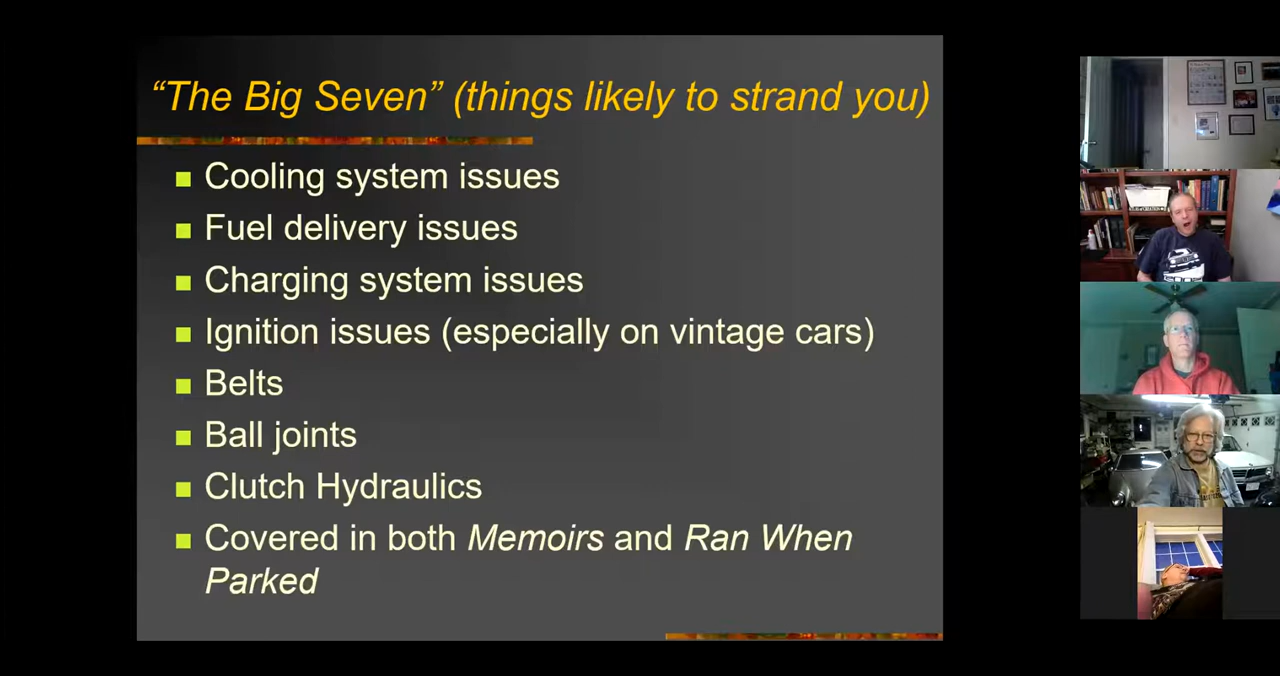 “The Big Seven” (things likely to strand you)
Cooling system issues
Fuel delivery issues
Charging system issues
Ignition issues (especially on vintage cars)
Belts
Ball joints
Clutch Hydraulics
Covered in both Memoirs and Ran When
Parked